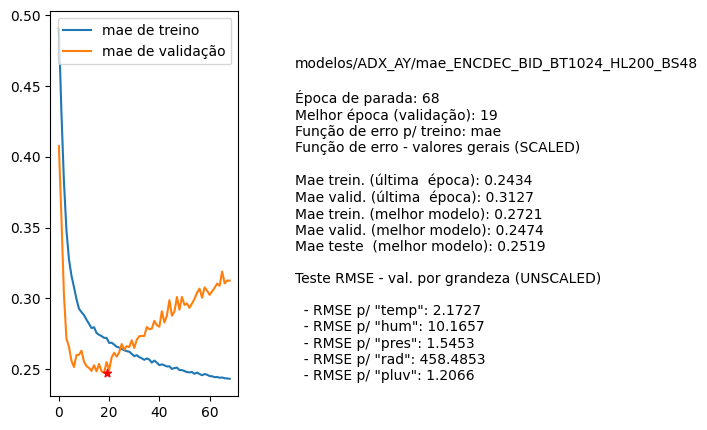 0.50
0.45
0.40
0.35
0.30
0.25
0
20
40
60
mae de treino
mae de validação
modelos/ADX_AY/mae_ENCDEC_BID_BT1024_HL200_BS48
Época de parada: 68
Melhor época (validação): 19
Função de erro p/ treino: mae
Função de erro - valores gerais (SCALED)
Mae trein. (última  época): 0.2434
Mae valid. (última  época): 0.3127
Mae trein. (melhor modelo): 0.2721
Mae valid. (melhor modelo): 0.2474
Mae teste  (melhor modelo): 0.2519
Teste RMSE - val. por grandeza (UNSCALED)
- RMSE p/ "temp": 2.1727
- RMSE p/ "hum": 10.1657
- RMSE p/ "pres": 1.5453
- RMSE p/ "rad": 458.4853
- RMSE p/ "pluv": 1.2066